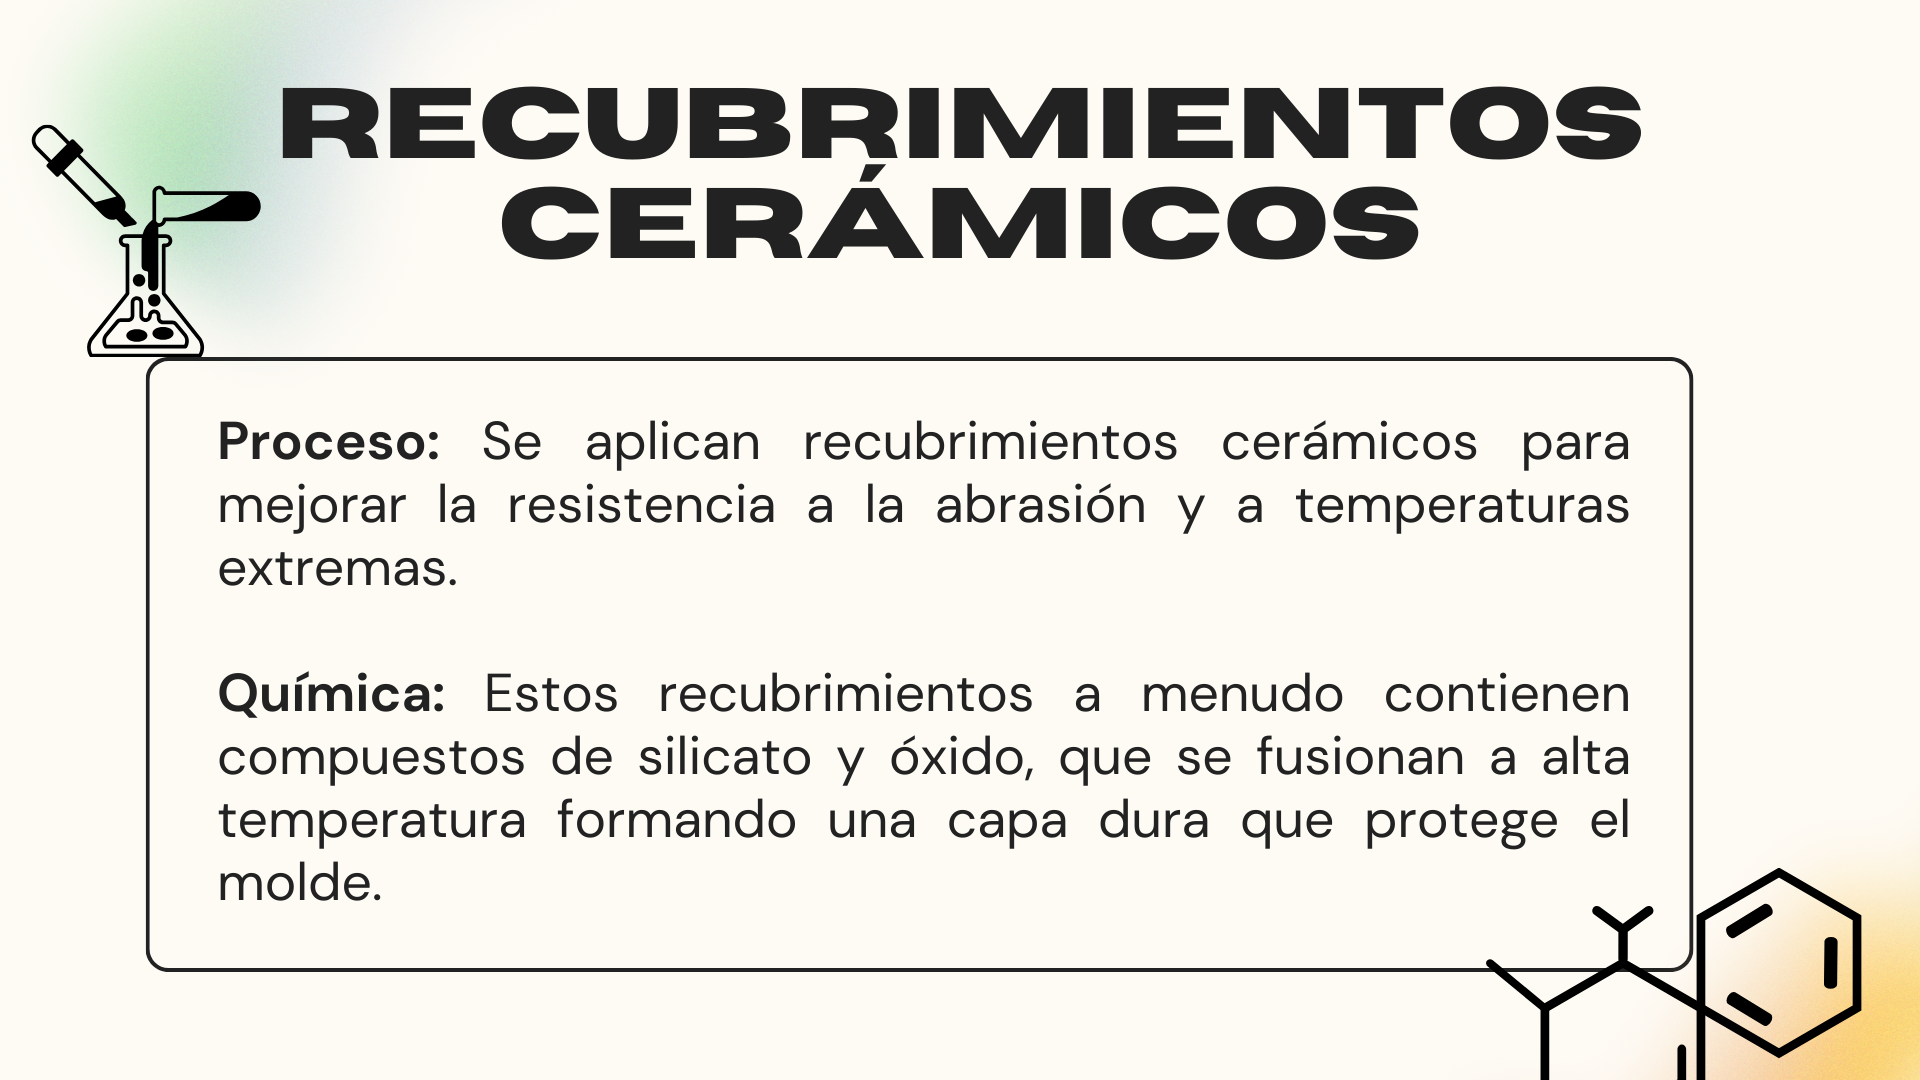 RECUBRIMIENTOS
CERÁMICOS
Proceso: Se aplican recubrimientos cerámicos para
mejorar la resistencia a la abrasión y a temperaturas
extremas.
Química: Estos recubrimientos a menudo contienen
compuestos de silicato y óxido, que se fusionan a alta
temperatura formando una capa dura que protege el
molde.